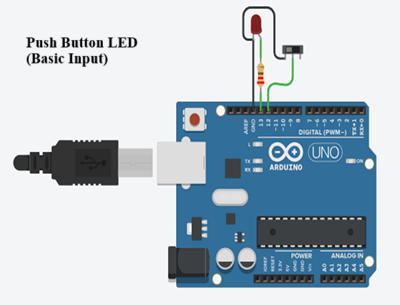 Push Button LED
(Basic Input)
AREF
GND
13
12
~11
~10
~9
8
7
~6
~5
4
~3
2
TX→1
RX←0
DIGITAL (PWM~)
L
TX
RX
UNO
ON
ARDUINO
IOREF
RESET
3.3V
5V
GND
GND
Vin
A0
A1
A2
A3
A4
A5
POWER
ANALOG IN